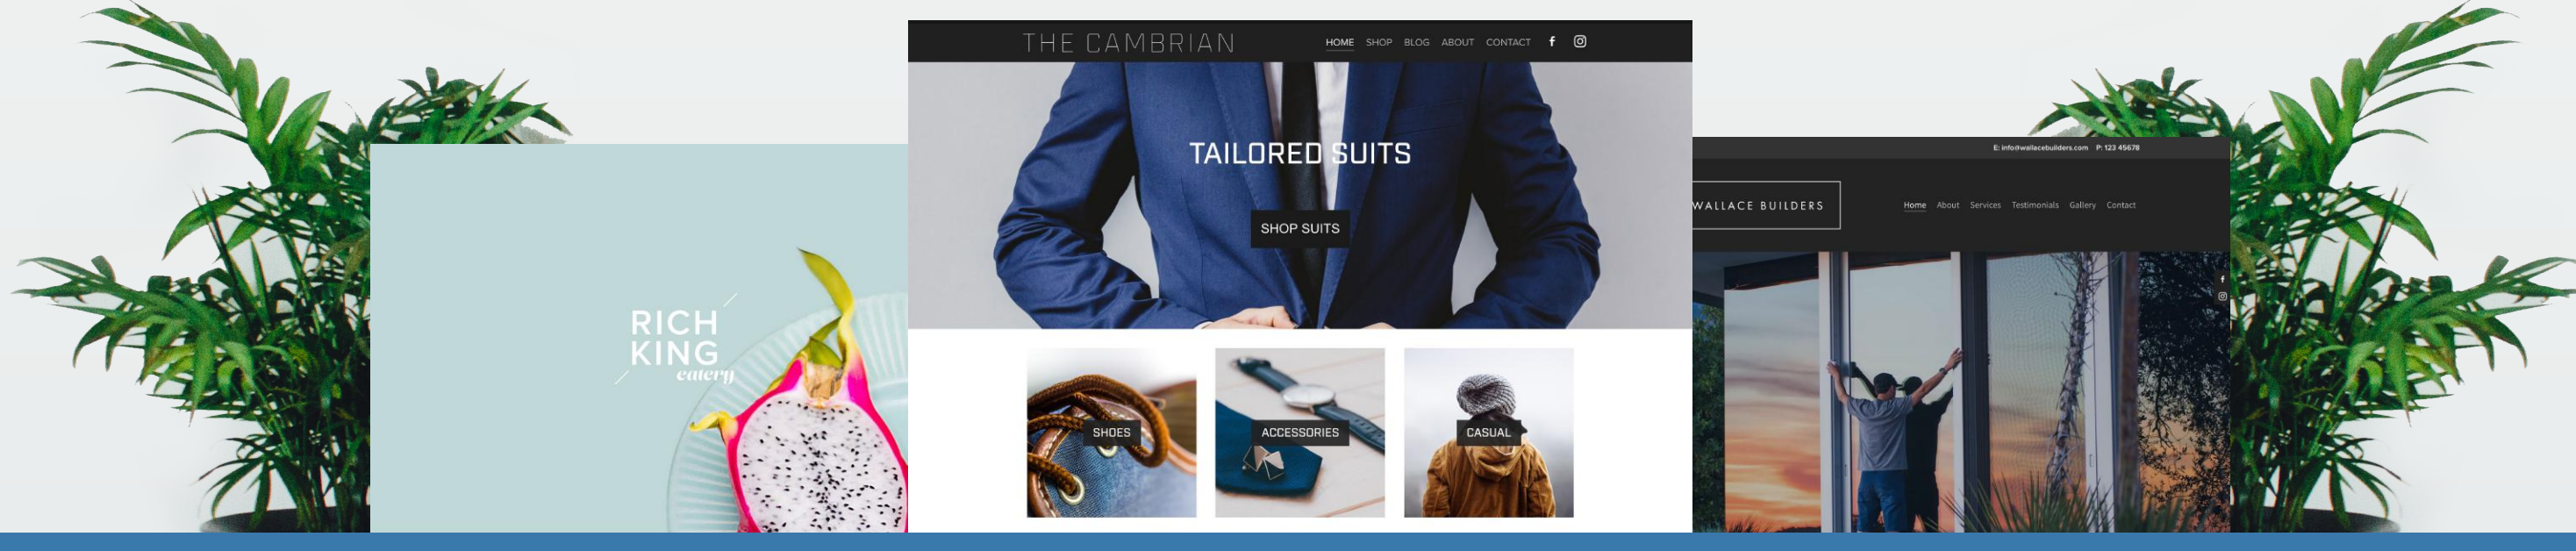 RICH
KING
eatery
THE CAMBRIAN
HOME SHOP BLOG ABOUT CONTACT
TAILORED SUITS
SHOP SUITS
SHOES
ACCESSORIES
CASUAL
E: info@wallacebuilders.com P: 123 45678
WALLACE BUILDERS
Home About Services Testimonials Gallery Contact